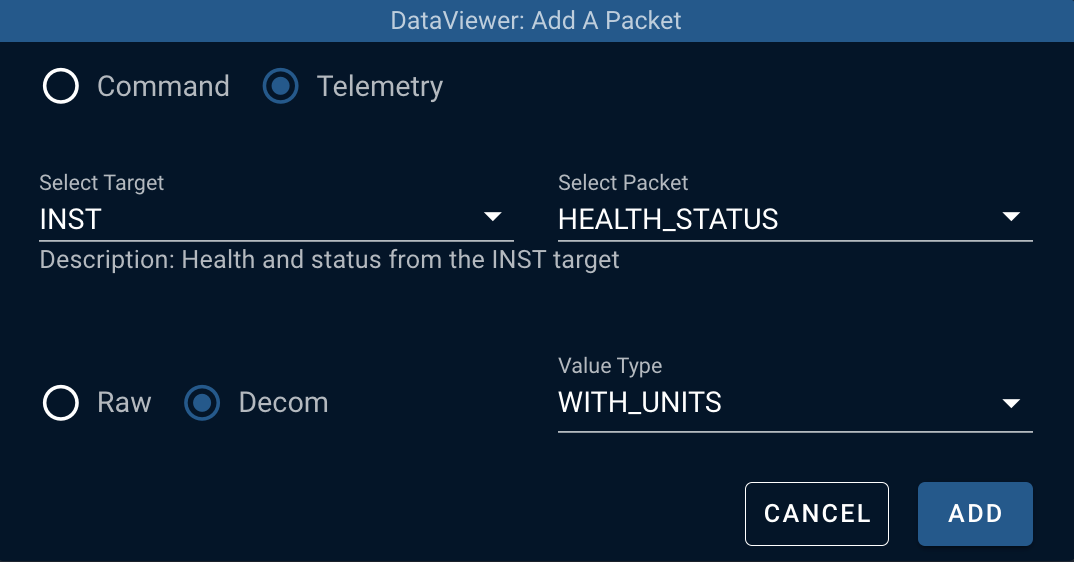 DataViewer: Add A Packet
Command Telemetry
Select Target Select Packet
INST HEALTH_STATUS
Description: Health and status from the INST target
Value Type
Raw Decom WITH_UNITS
CANCEL ADD